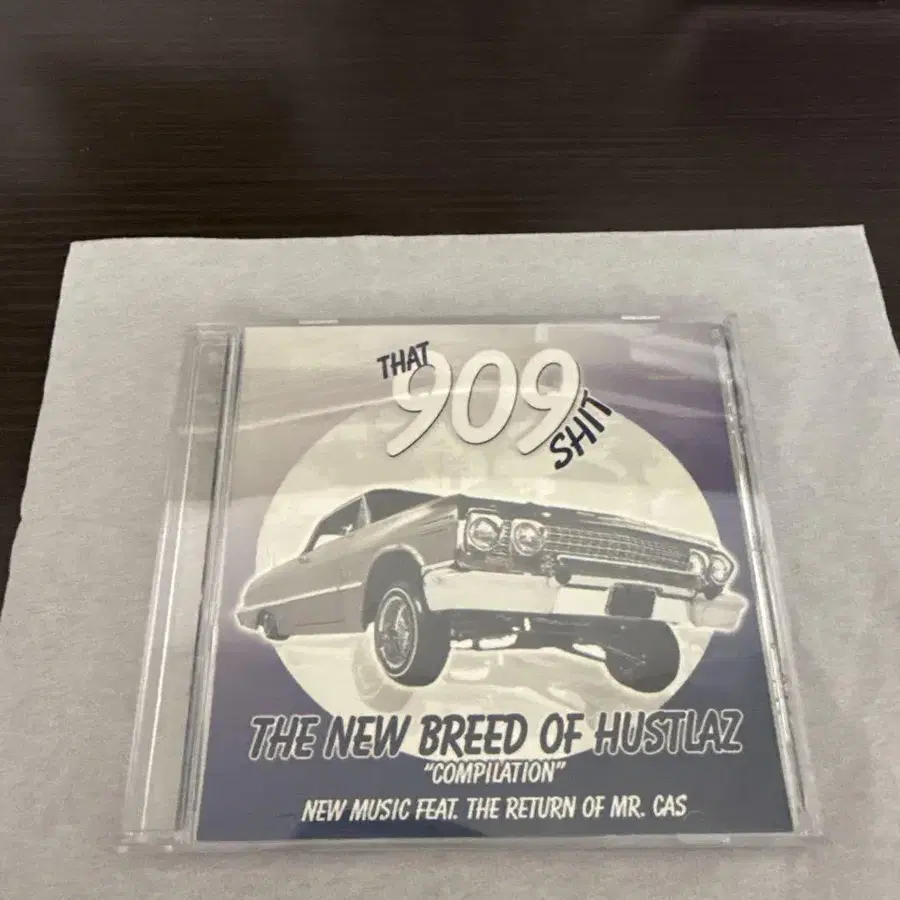 THAT
909
SHIT
THE NEW BREED OF HUSTLAZ
"COMPILATION"
NEW MUSIC FEAT. THE RETURN OF MR. CAS